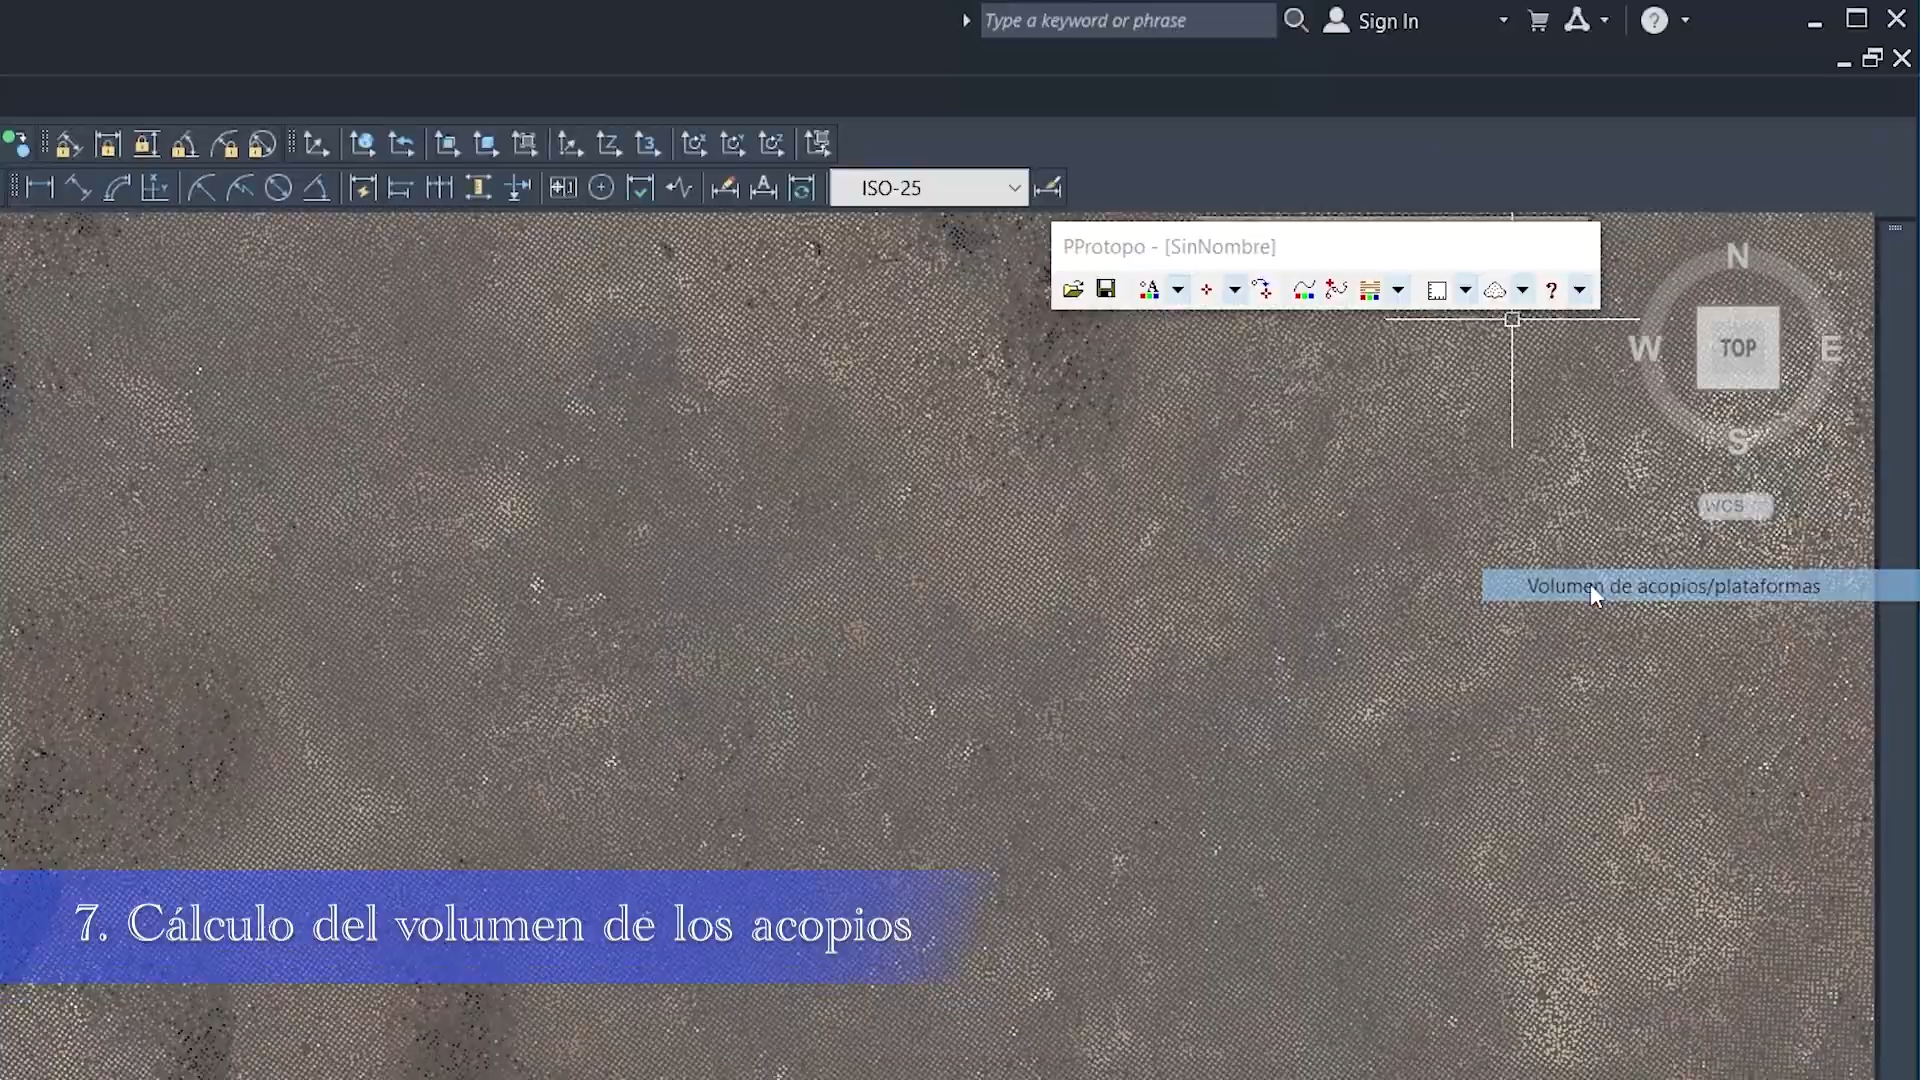 Type a keyword or phrase
Sign In
ISO-25
PProtopo - [SinNombre]
N
W
TOP
E
S
WCS
Volumen de acopios/plataformas
7. Cálculo del volumen de los acopios